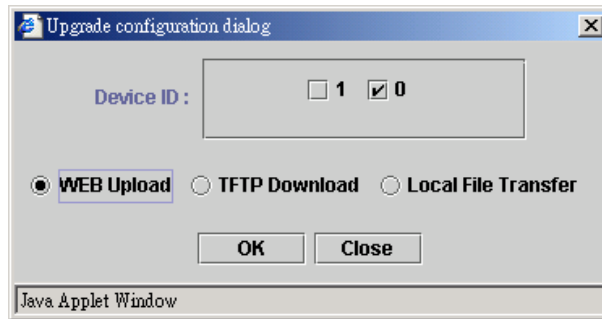 Upgrade configuration dialog
Device ID :
1
0
WEB Upload
TFTP Download
Local File Transfer
OK
Close
Java Applet Window